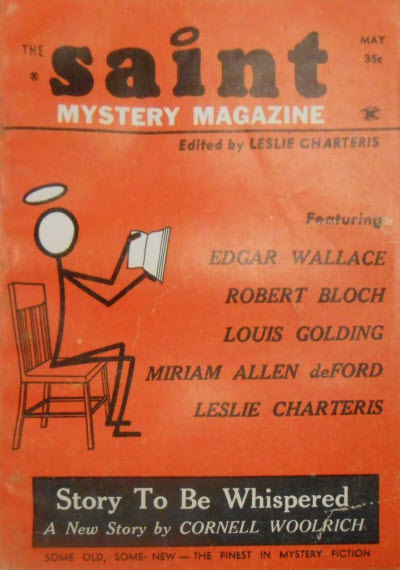 THE
saint
MAY
35c
MYSTERY MAGAZINE
K
Edited by LESLIE CHARTERIS
Featuring
EDGAR WALLACE
ROBERT BLOCH
LOUIS GOLDING
MIRIAM ALLEN deFORD
LESLIE CHARTERIS
Story To Be Whispered
A New Story by CORNELL WOOLRICH
SOME OLD, SOME NEW — THE FINEST IN MYSTERY FICTION